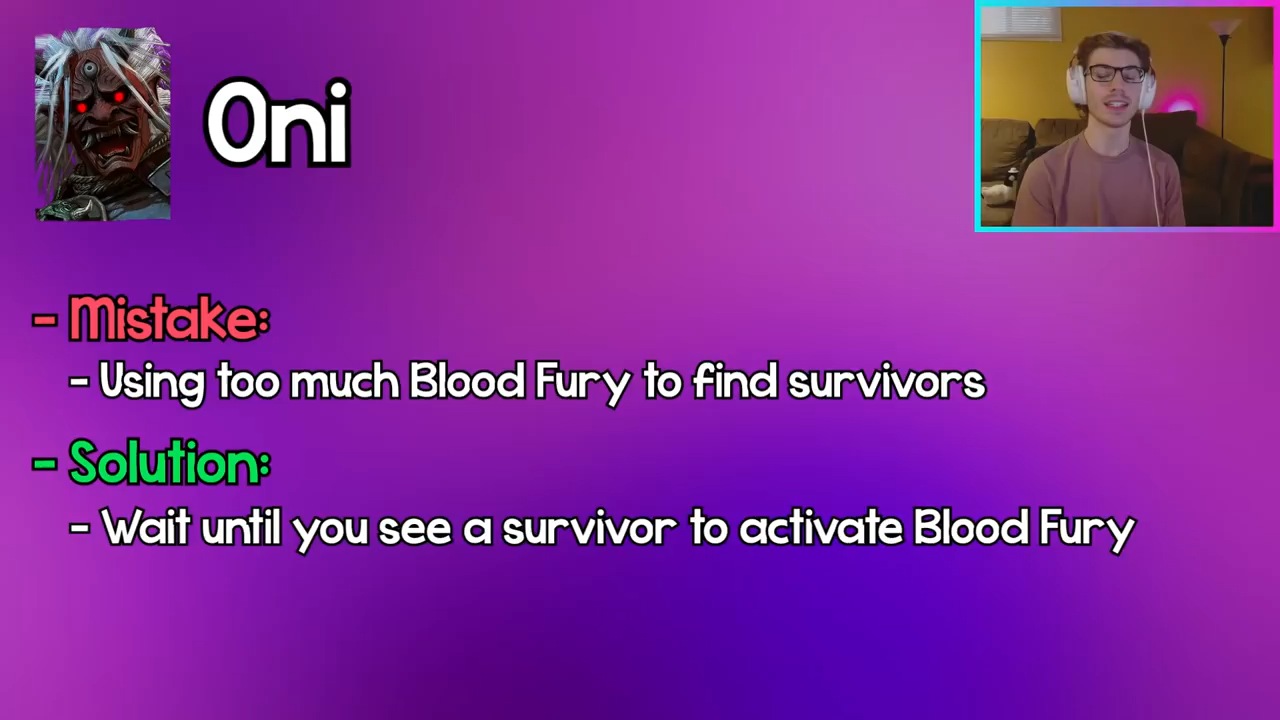 Oni
- Mistake:
- Using too much Blood Fury to find survivors
- Solution:
- Wait until you see a survivor to activate Blood Fury